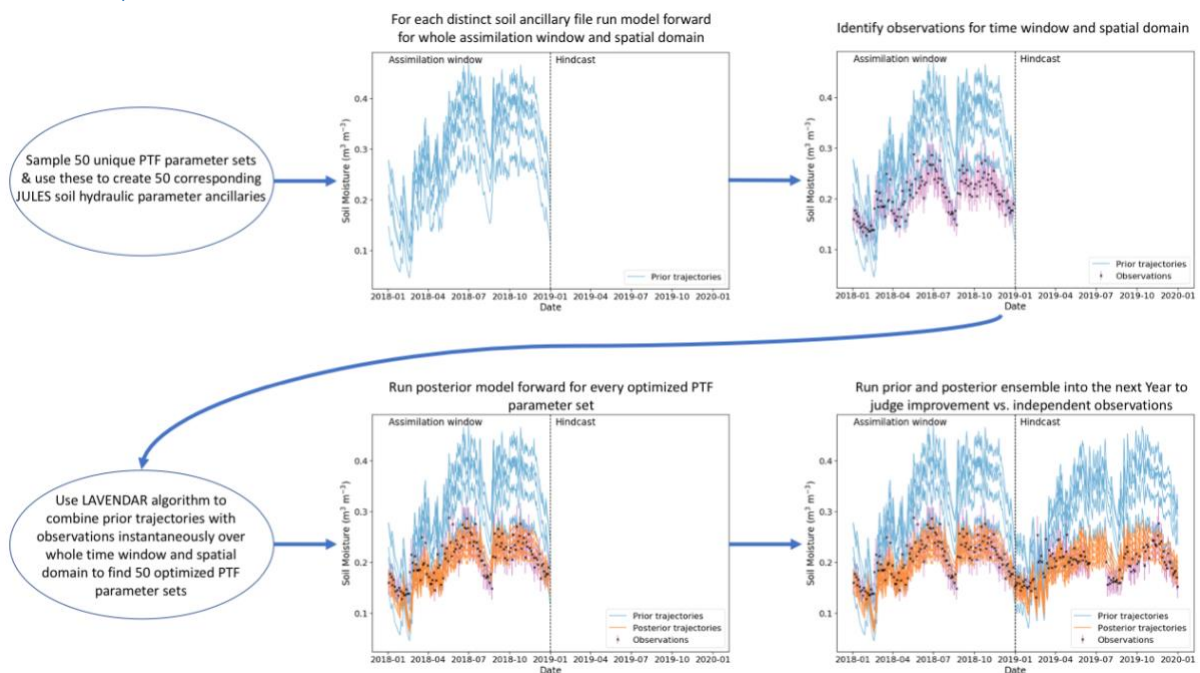 For each distinct soil ancillary file run model forward
for whole assimilation window and spatial domain
Identify observations for time window and spatial domain
Sample 50 unique PTF parameter sets
& use these to create 50 corresponding
JULES soil hydraulic parameter ancillaries
Assimilation window
Hindcast
0.4
0.3
0.2
0.1
Soil Moisture (m³ m⁻³)
Prior trajectories
2018-01 2018-04 2018-07 2018-10 2019-01 2019-04 2019-07 2019-10 2020-01
Date
Assimilation window
Hindcast
0.4
0.3
0.2
0.1
Soil Moisture (m³ m⁻³)
Prior trajectories
Observations
2018-01 2018-04 2018-07 2018-10 2019-01 2019-04 2019-07 2019-10 2020-01
Date
Use LAVENDAR algorithm to
combine prior trajectories with
observations instantaneously over
whole time window and spatial
domain to find 50 optimized PTF
parameter sets
Run posterior model forward for every optimized PTF
parameter set
Assimilation window
Hindcast
0.4
0.3
0.2
0.1
Soil Moisture (m³ m⁻³)
Prior trajectories
Posterior trajectories
Observations
2018-01 2018-04 2018-07 2018-10 2019-01 2019-04 2019-07 2019-10 2020-01
Date
Run prior and posterior ensemble into the next Year to
judge improvement vs. independent observations
Assimilation window
Hindcast
0.4
0.3
0.2
0.1
Soil Moisture (m³ m⁻³)
Prior trajectories
Posterior trajectories
Observations
2018-01 2018-04 2018-07 2018-10 2019-01 2019-04 2019-07 2019-10 2020-01
Date